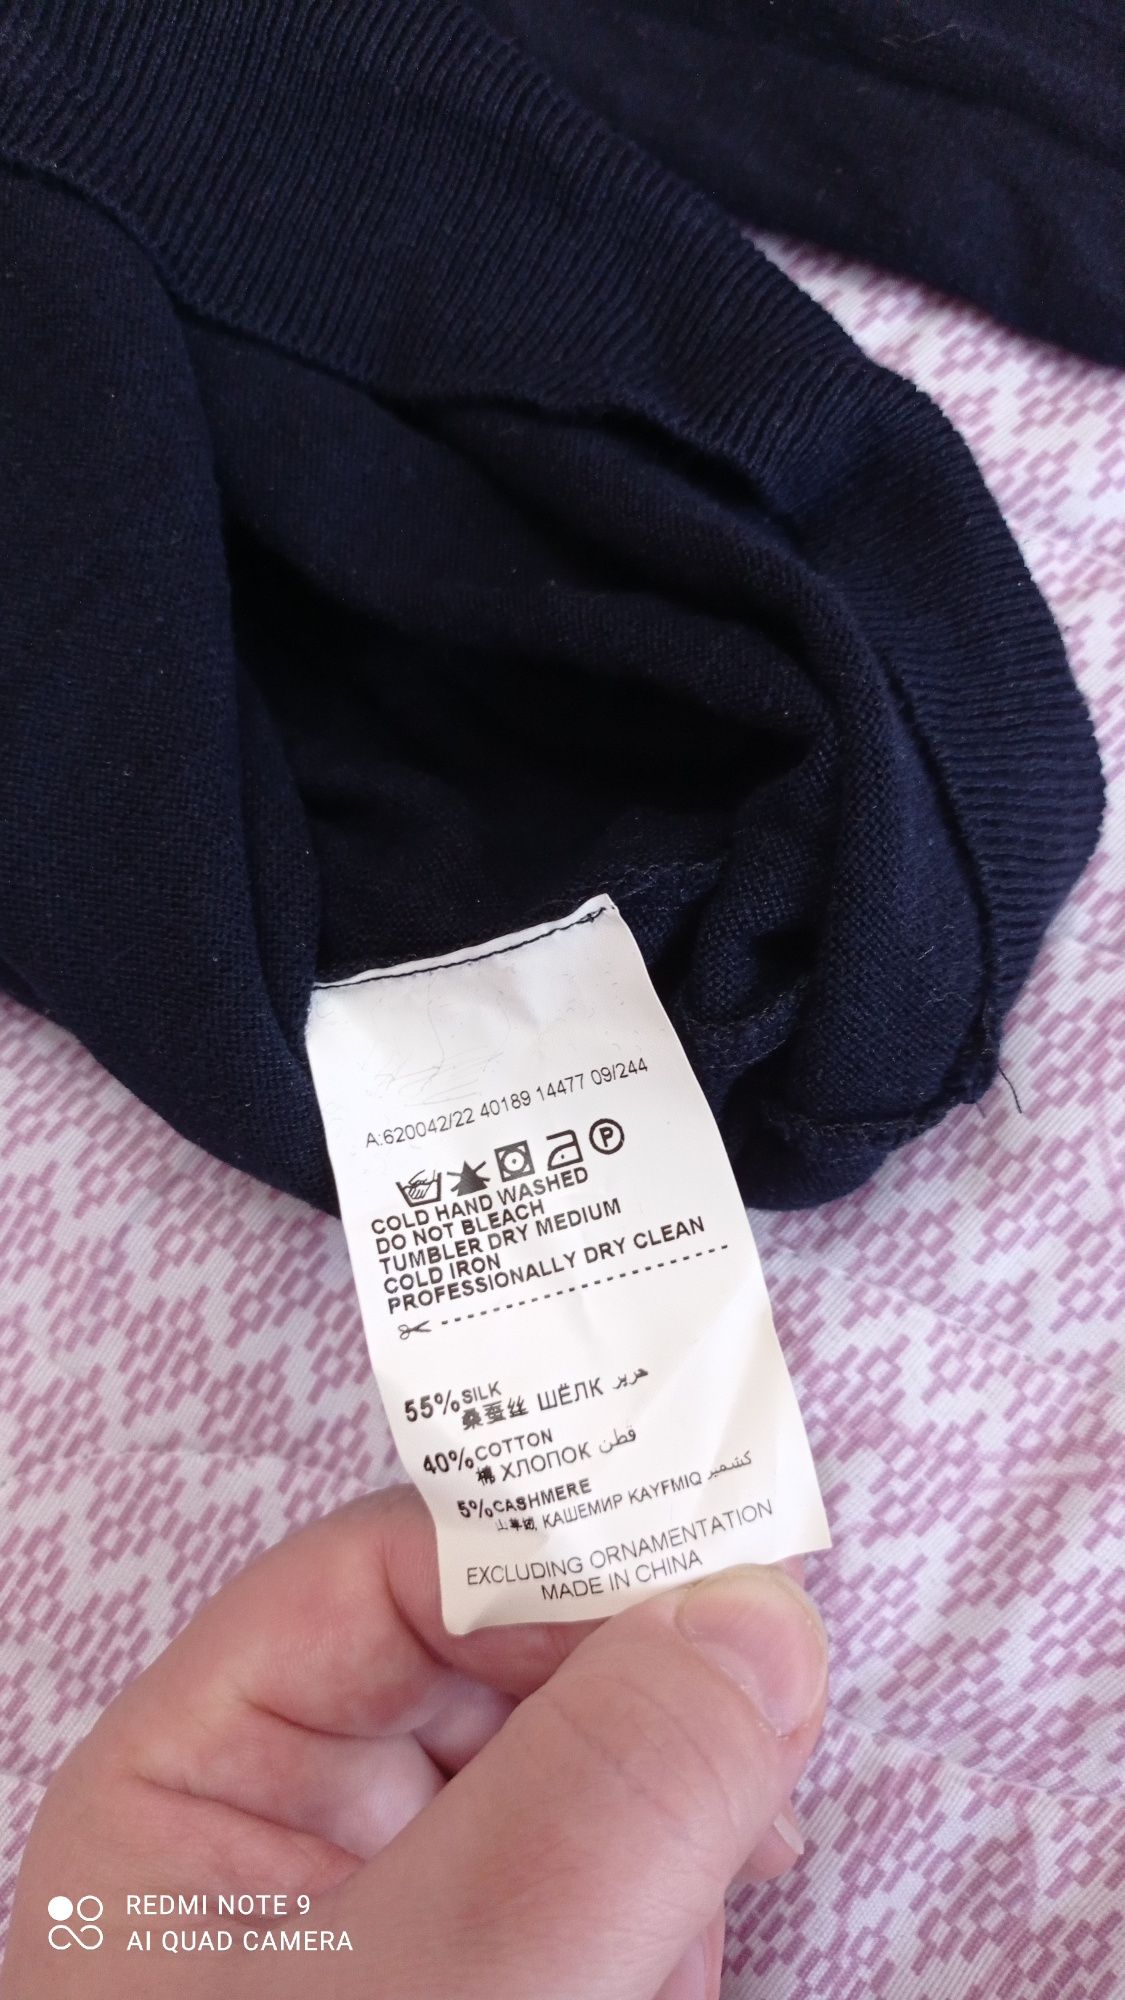 A:620042/22 40189 14477 09/244
P
COLD HAND WASHED
DO NOT BLEACH
TUMBLER DRY MEDIUM
COLD IRON
PROFESSIONALLY DRY CLEAN
55% SILK
桑蚕丝 ШЁЛК حرير
40% COTTON
棉 ХЛОПОК قطن
5% CASHMERE
山羊绒, КАШЕМИР KAYFMIQ كشمير
EXCLUDING ORNAMENTATION
MADE IN CHINA
REDMI NOTE 9
AI QUAD CAMERA